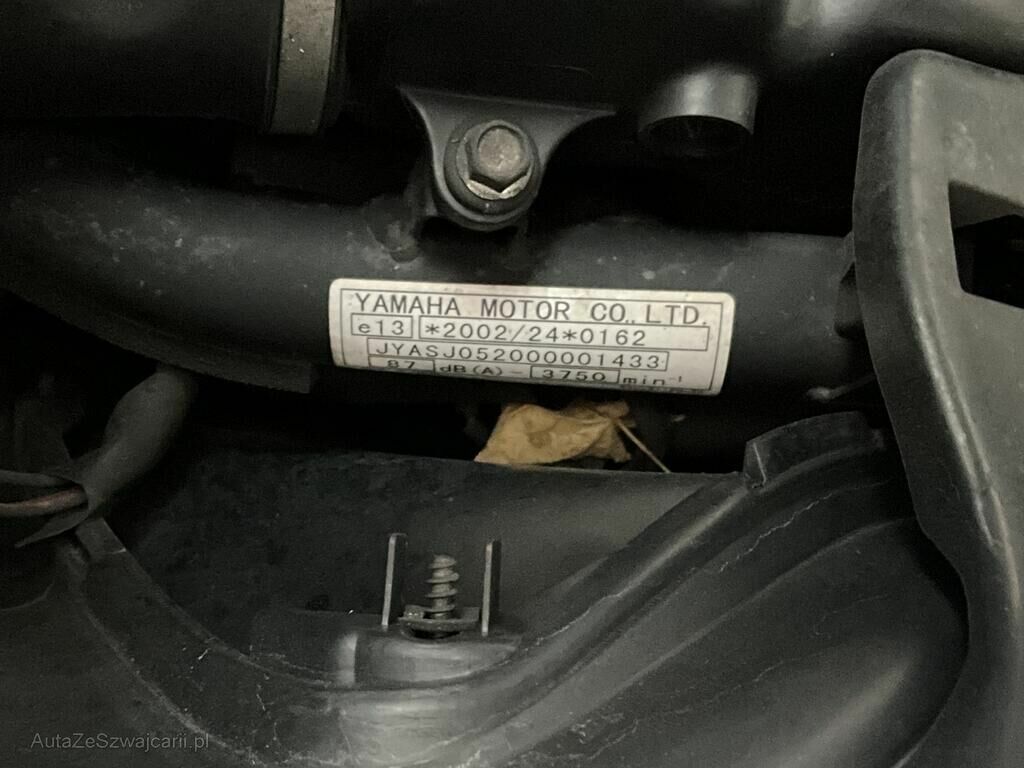 YAMAHA MOTOR CO.,LTD.
e13 *2002/24*0162
JYASJ052000001433
87 dB(A) - 3750 min⁻¹
AutaZeSzwajcarii.pl